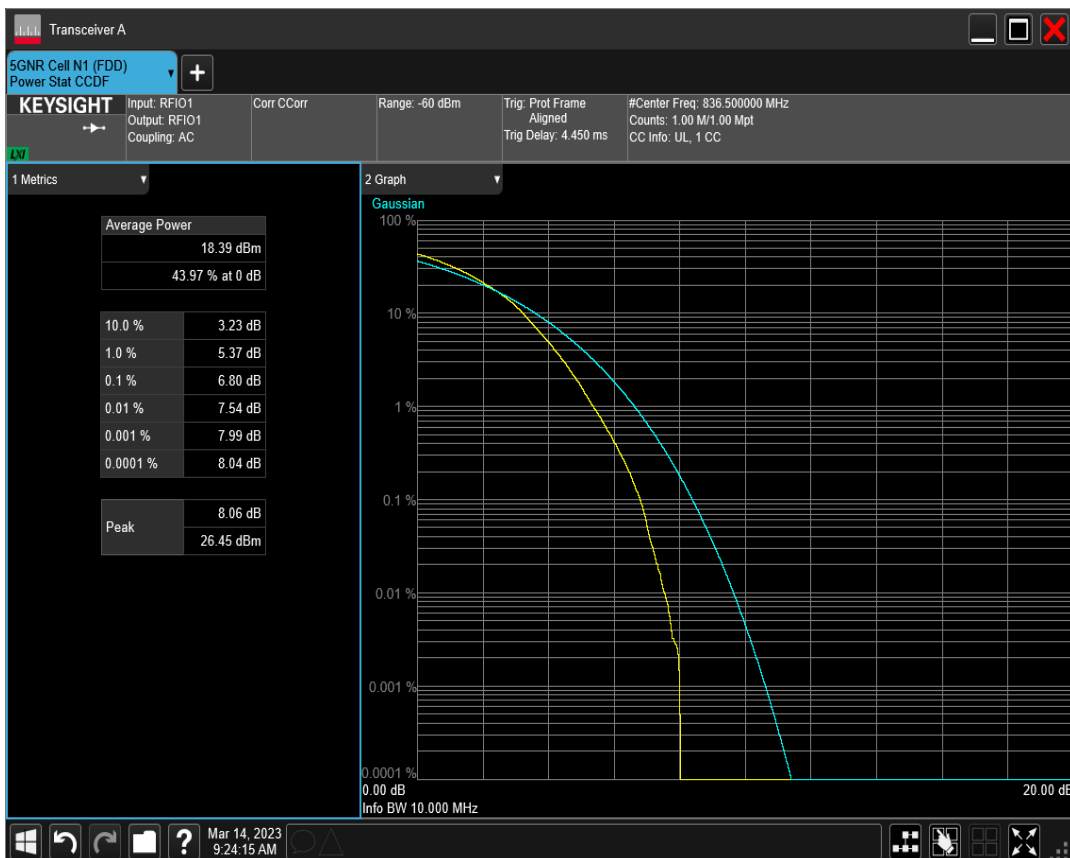 Transceiver A
5GNR Cell N1 (FDD)
Power Stat CCDF
+
KEYSIGHT
LXI
Input: RFIO1
Output: RFIO1
Coupling: AC
Corr CCorr
Range: -60 dBm
Trig: Prot Frame
Aligned
Trig Delay: 4.450 ms
#Center Freq: 836.500000 MHz
Counts: 1.00 M/1.00 Mpt
CC Info: UL, 1 CC
1 Metrics
Average Power
18.39 dBm
43.97 % at 0 dB
10.0 % 3.23 dB
1.0 % 5.37 dB
0.1 % 6.80 dB
0.01 % 7.54 dB
0.001 % 7.99 dB
0.0001 % 8.04 dB
Peak
8.06 dB
26.45 dBm
2 Graph
Gaussian
100 %
10 %
1 %
0.1 %
0.01 %
0.001 %
0.0001 %
0.00 dB 20.00 dB
Info BW 10.000 MHz
?
Mar 14, 2023
9:24:15 AM